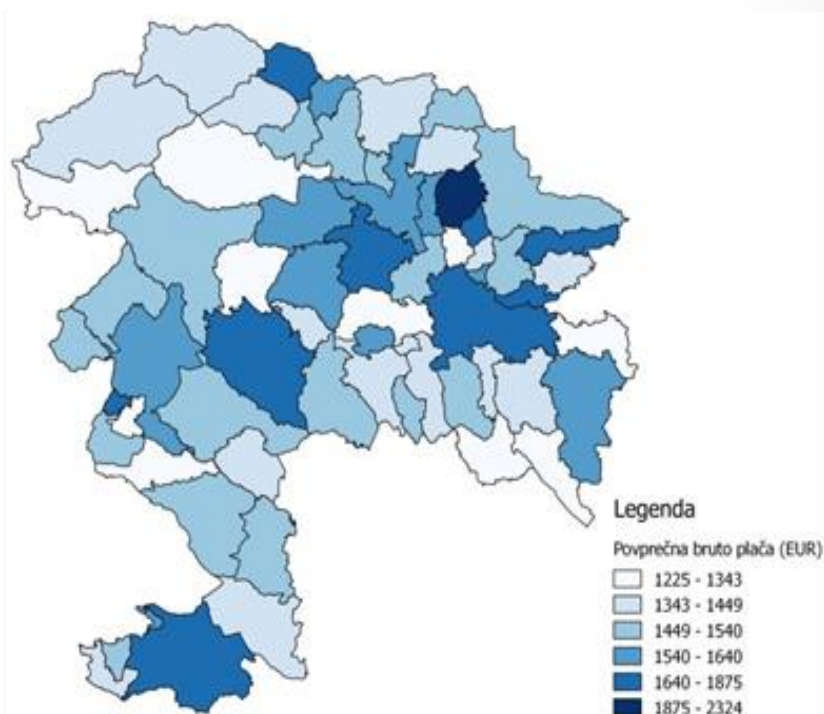 Legenda
Povprečna bruto plača (EUR)
1225 - 1343
1343 - 1449
1449 - 1540
1540 - 1640
1640 - 1875
1875 - 2324